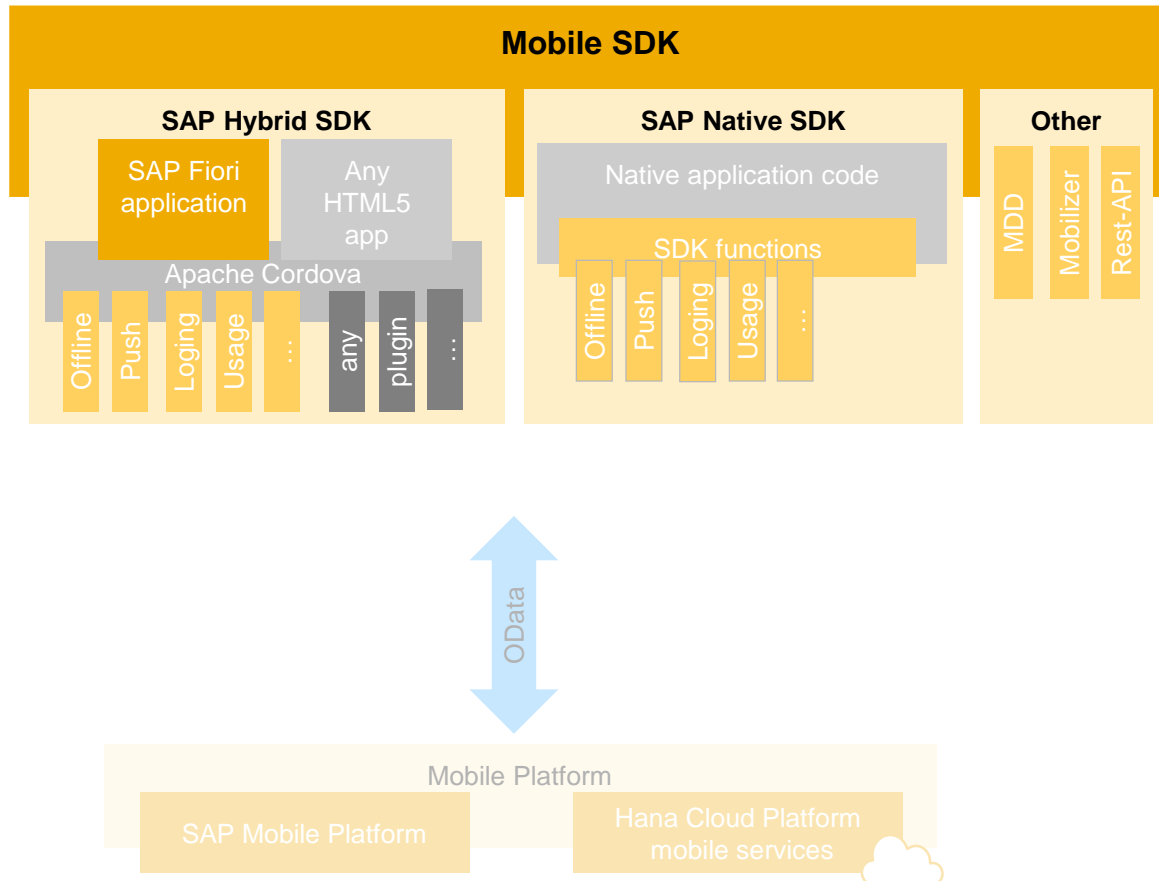 Mobile SDK
SAP Hybrid SDK
SAP Fiori
application
Any
HTML5
app
Apache Cordova
Offline
Push
Loging
Usage
…
any
plugin
…
SAP Native SDK
Native application code
SDK functions
Offline
Push
Loging
Usage
…
Other
MDD
Mobilizer
Rest-API
OData
Mobile Platform
SAP Mobile Platform
Hana Cloud Platform
mobile services